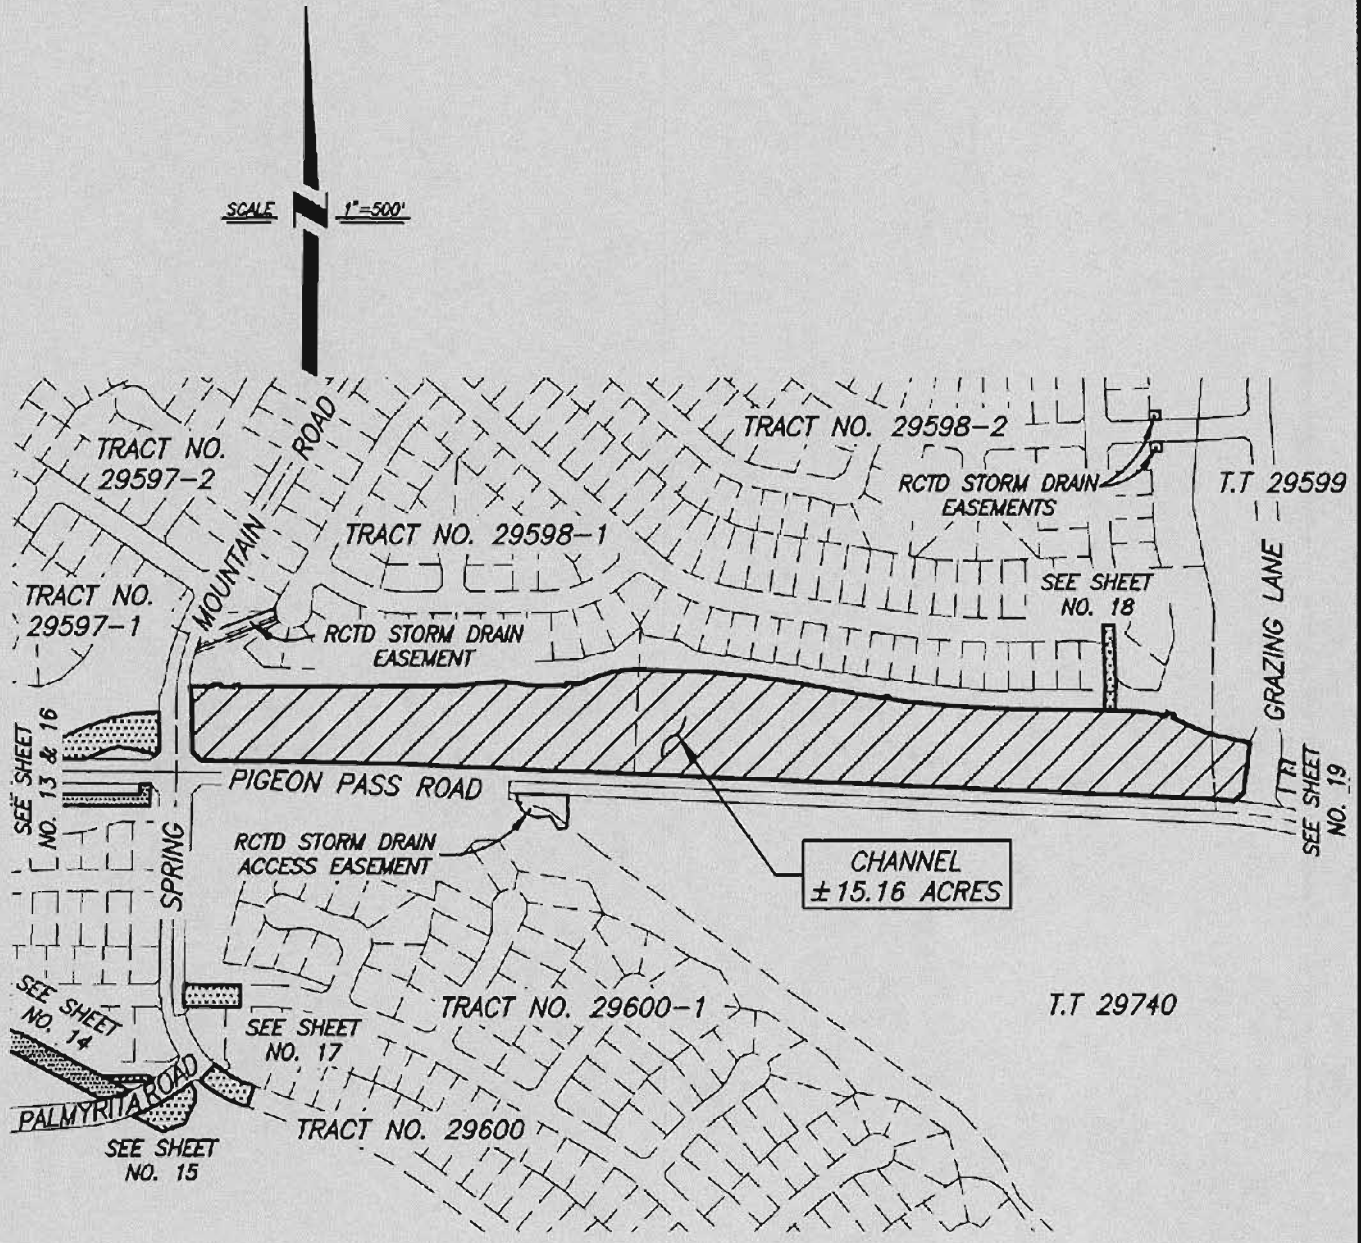 SCALE 1"=500'
TRACT NO.
29597-2
MOUNTAIN ROAD
TRACT NO. 29598-2
RCTD STORM DRAIN
EASEMENTS
T.T 29599
TRACT NO. 29598-1
TRACT NO.
29597-1
RCTD STORM DRAIN
EASEMENT
SEE SHEET
NO. 18
GRAZING LANE
SEE SHEET
NO. 13 & 16
PIGEON PASS ROAD
SEE SHEET
NO. 19
RCTD STORM DRAIN
ACCESS EASEMENT
SPRING
CHANNEL
±15.16 ACRES
SEE SHEET
NO. 14
SEE SHEET
NO. 17
TRACT NO. 29600-1
T.T 29740
PALMYRITA ROAD
TRACT NO. 29600
SEE SHEET
NO. 15